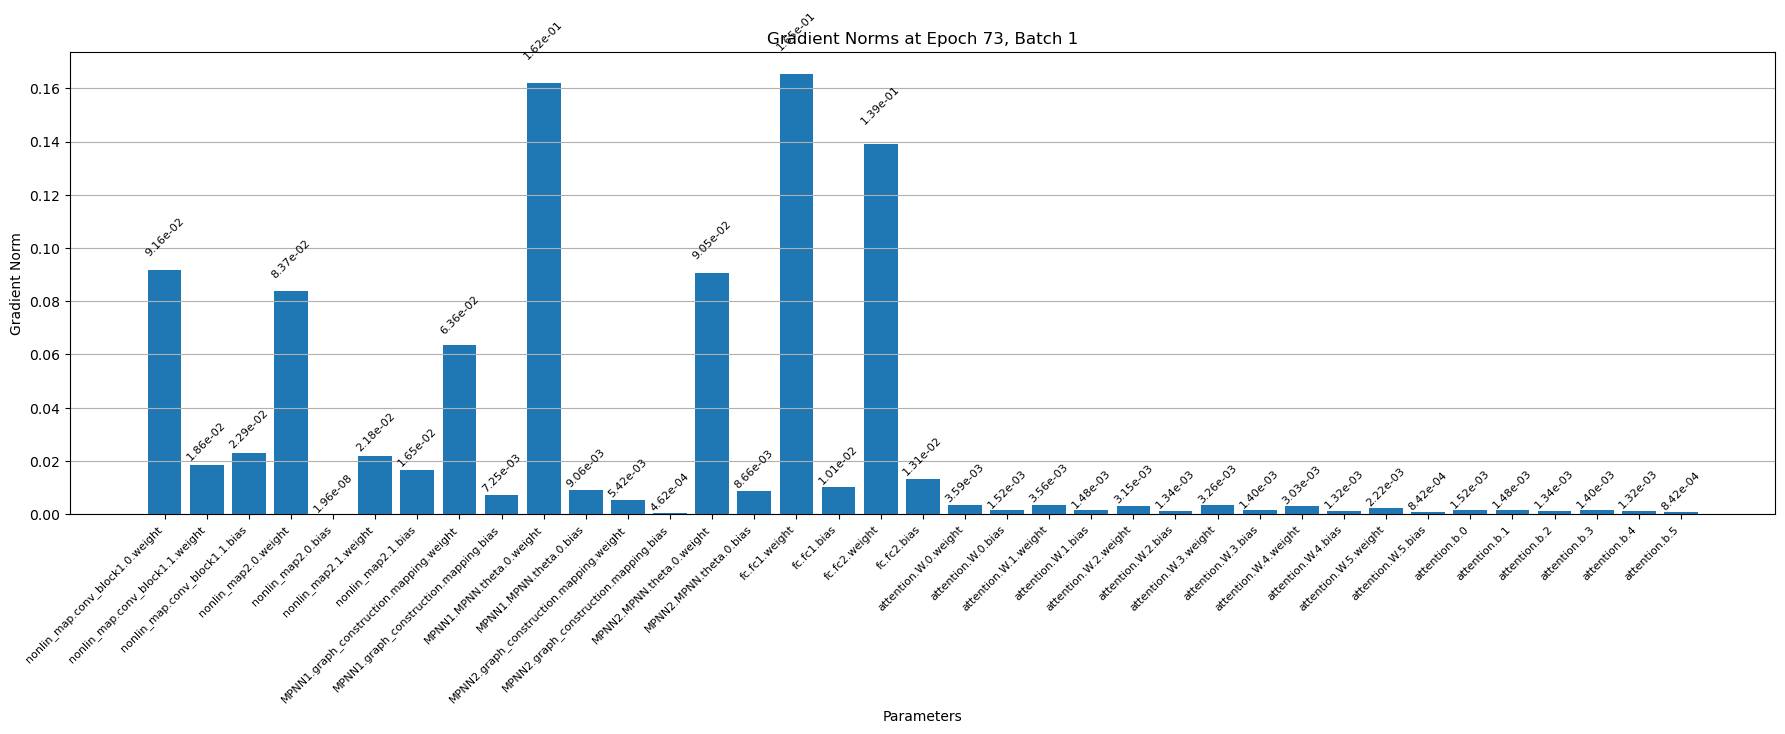 Gradient Norms at Epoch 73, Batch 1
Gradient Norm
0.16
0.14
0.12
0.10
0.08
0.06
0.04
0.02
0.00
9.16e-02
1.86e-02
2.29e-02
8.37e-02
1.96e-08
2.18e-02
1.65e-02
6.36e-02
7.25e-03
1.62e-01
9.06e-03
5.42e-03
4.62e-04
9.05e-02
8.66e-03
1.65e-01
1.01e-02
1.39e-01
1.31e-02
3.59e-03
1.52e-03
3.56e-03
1.48e-03
3.15e-03
1.34e-03
3.26e-03
1.40e-03
3.03e-03
1.32e-03
2.22e-03
8.42e-04
1.52e-03
1.48e-03
1.34e-03
1.40e-03
1.32e-03
8.42e-04
nonlin_map.conv_block1.0.weight
nonlin_map.conv_block1.1.weight
nonlin_map.conv_block1.1.bias
nonlin_map2.0.weight
nonlin_map2.0.bias
nonlin_map2.1.weight
nonlin_map2.1.bias
MPNN1.graph_construction.mapping.weight
MPNN1.graph_construction.mapping.bias
MPNN1.MPNN.theta.0.weight
MPNN1.MPNN.theta.0.bias
MPNN2.graph_construction.mapping.weight
MPNN2.graph_construction.mapping.bias
MPNN2.MPNN.theta.0.weight
MPNN2.MPNN.theta.0.bias
fc.fc1.weight
fc.fc1.bias
fc.fc2.weight
fc.fc2.bias
attention.W.0.weight
attention.W.0.bias
attention.W.1.weight
attention.W.1.bias
attention.W.2.weight
attention.W.2.bias
attention.W.3.weight
attention.W.3.bias
attention.W.4.weight
attention.W.4.bias
attention.W.5.weight
attention.W.5.bias
attention.b.0
attention.b.1
attention.b.2
attention.b.3
attention.b.4
attention.b.5
Parameters